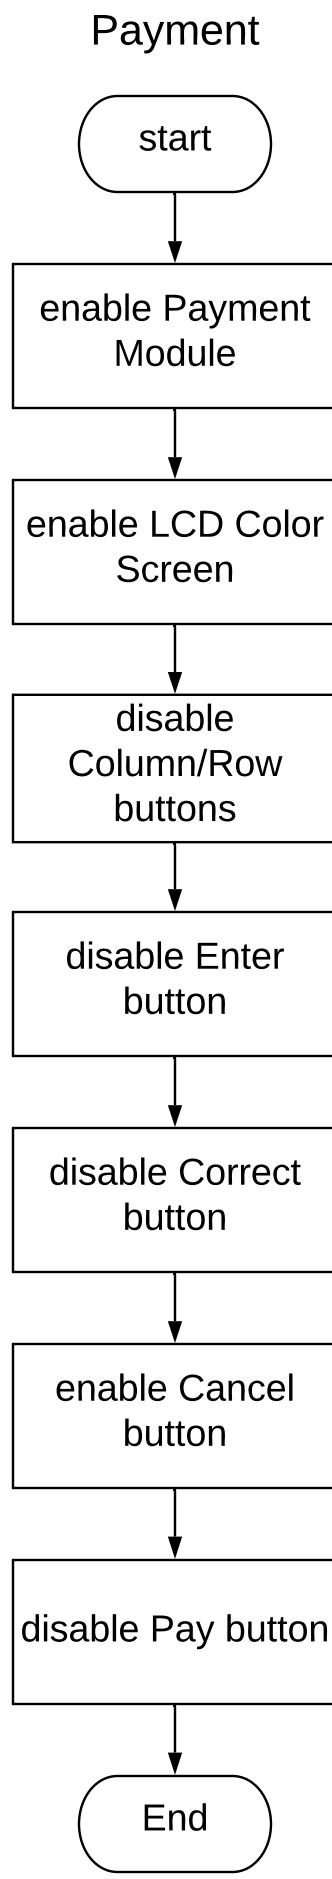 Payment
start
enable Payment
Module
enable LCD Color
Screen
disable
Column/Row
buttons
disable Enter
button
disable Correct
button
enable Cancel
button
disable Pay button
End